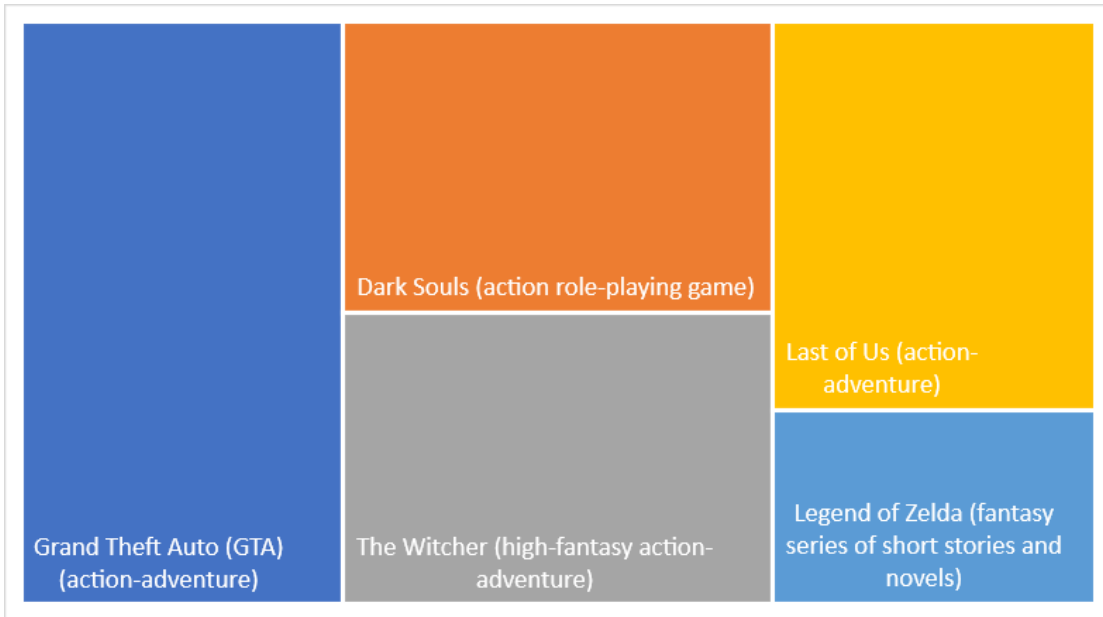 Grand Theft Auto (GTA)
(action-adventure)
Dark Souls (action role-playing game)
The Witcher (high-fantasy action-
adventure)
Last of Us (action-
adventure)
Legend of Zelda (fantasy
series of short stories and
novels)